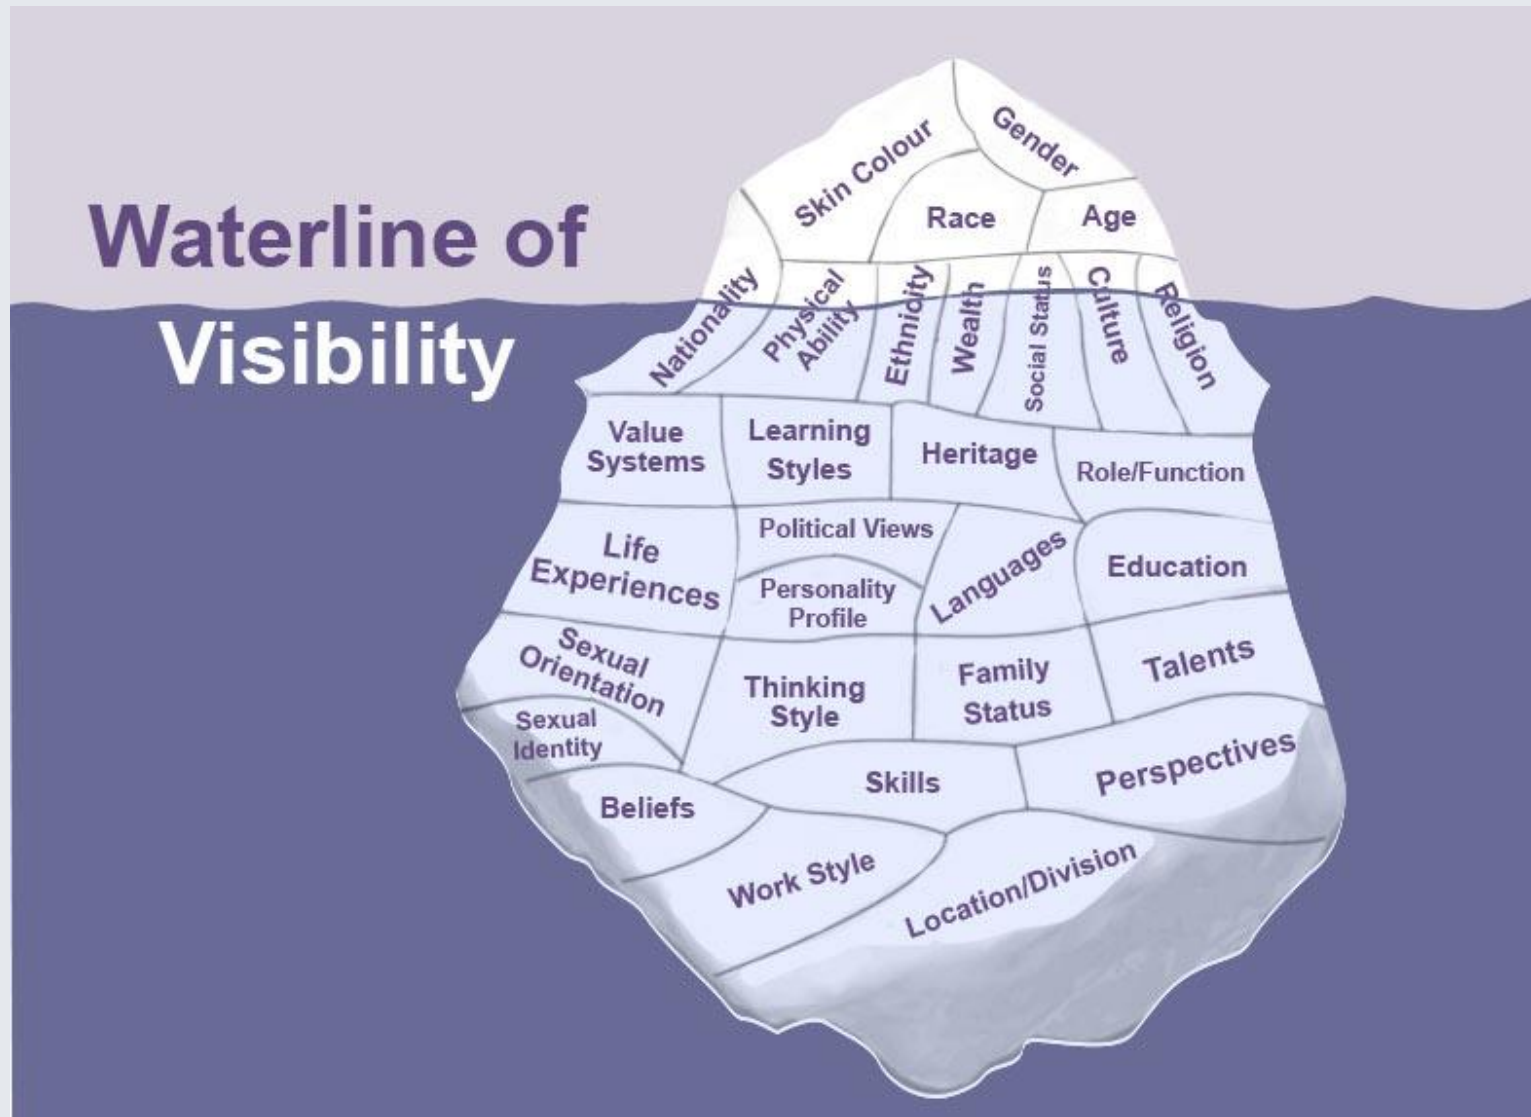 Waterline of
Visibility
Skin Colour
Gender
Race
Age
Nationality
Physical
Ability
Ethnicity
Wealth
Social Status
Culture
Religion
Value
Systems
Learning
Styles
Heritage
Role/Function
Life
Experiences
Political Views
Personality
Profile
Languages
Education
Sexual
Orientation
Sexual
Identity
Thinking
Style
Family
Status
Talents
Beliefs
Skills
Perspectives
Work Style
Location/Division